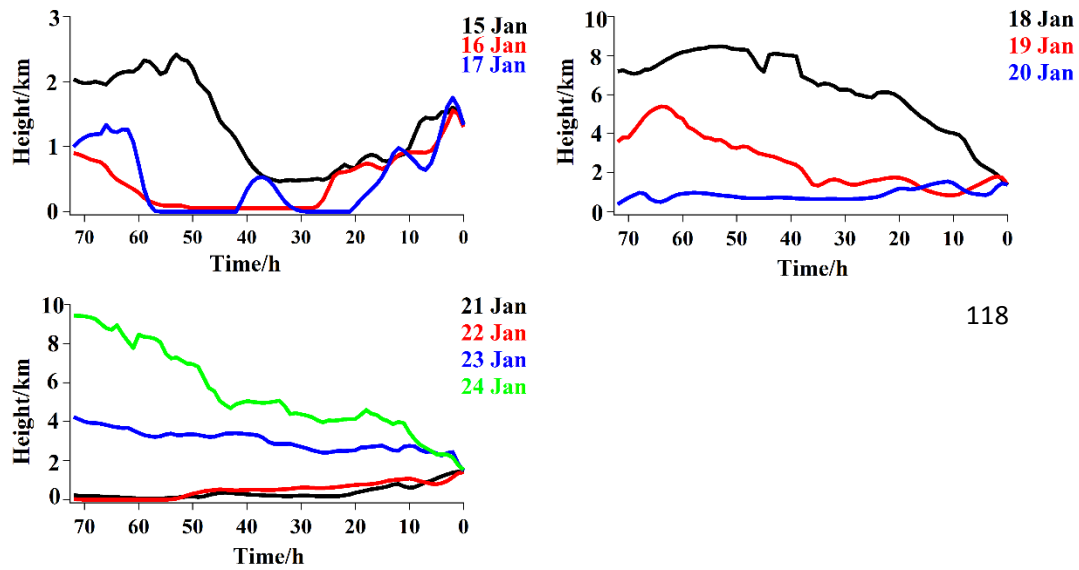 3
2
1
0
Height/km
15 Jan
16 Jan
17 Jan
70 60 50 40 30 20 10 0
Time/h
10
8
6
4
2
0
Height/km
18 Jan
19 Jan
20 Jan
70 60 50 40 30 20 10 0
Time/h
10
8
6
4
2
0
Height/km
21 Jan
22 Jan
23 Jan
24 Jan
70 60 50 40 30 20 10 0
Time/h
118